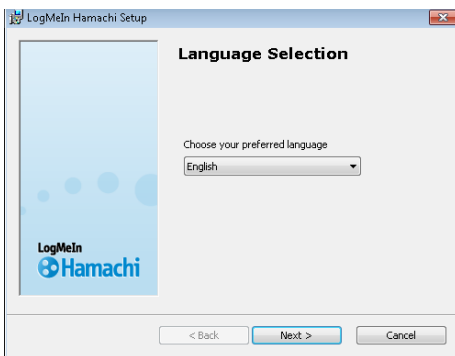 LogMeIn Hamachi Setup
Language Selection
Choose your preferred language
English
LogMeIn
Hamachi
< Back
Next >
Cancel